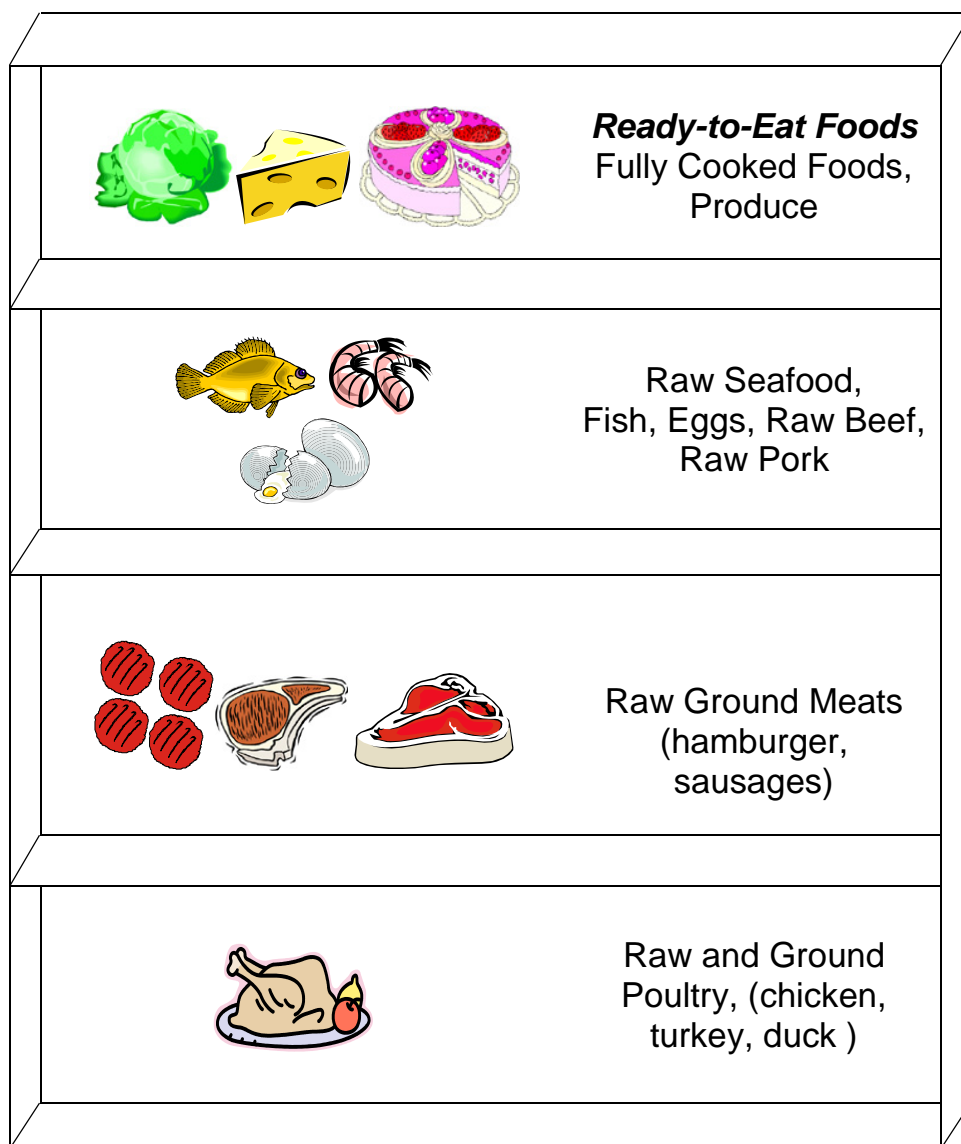 Ready-to-Eat Foods
Fully Cooked Foods,
Produce
Raw Seafood,
Fish, Eggs, Raw Beef,
Raw Pork
Raw Ground Meats
(hamburger,
sausages)
Raw and Ground
Poultry, (chicken,
turkey, duck )